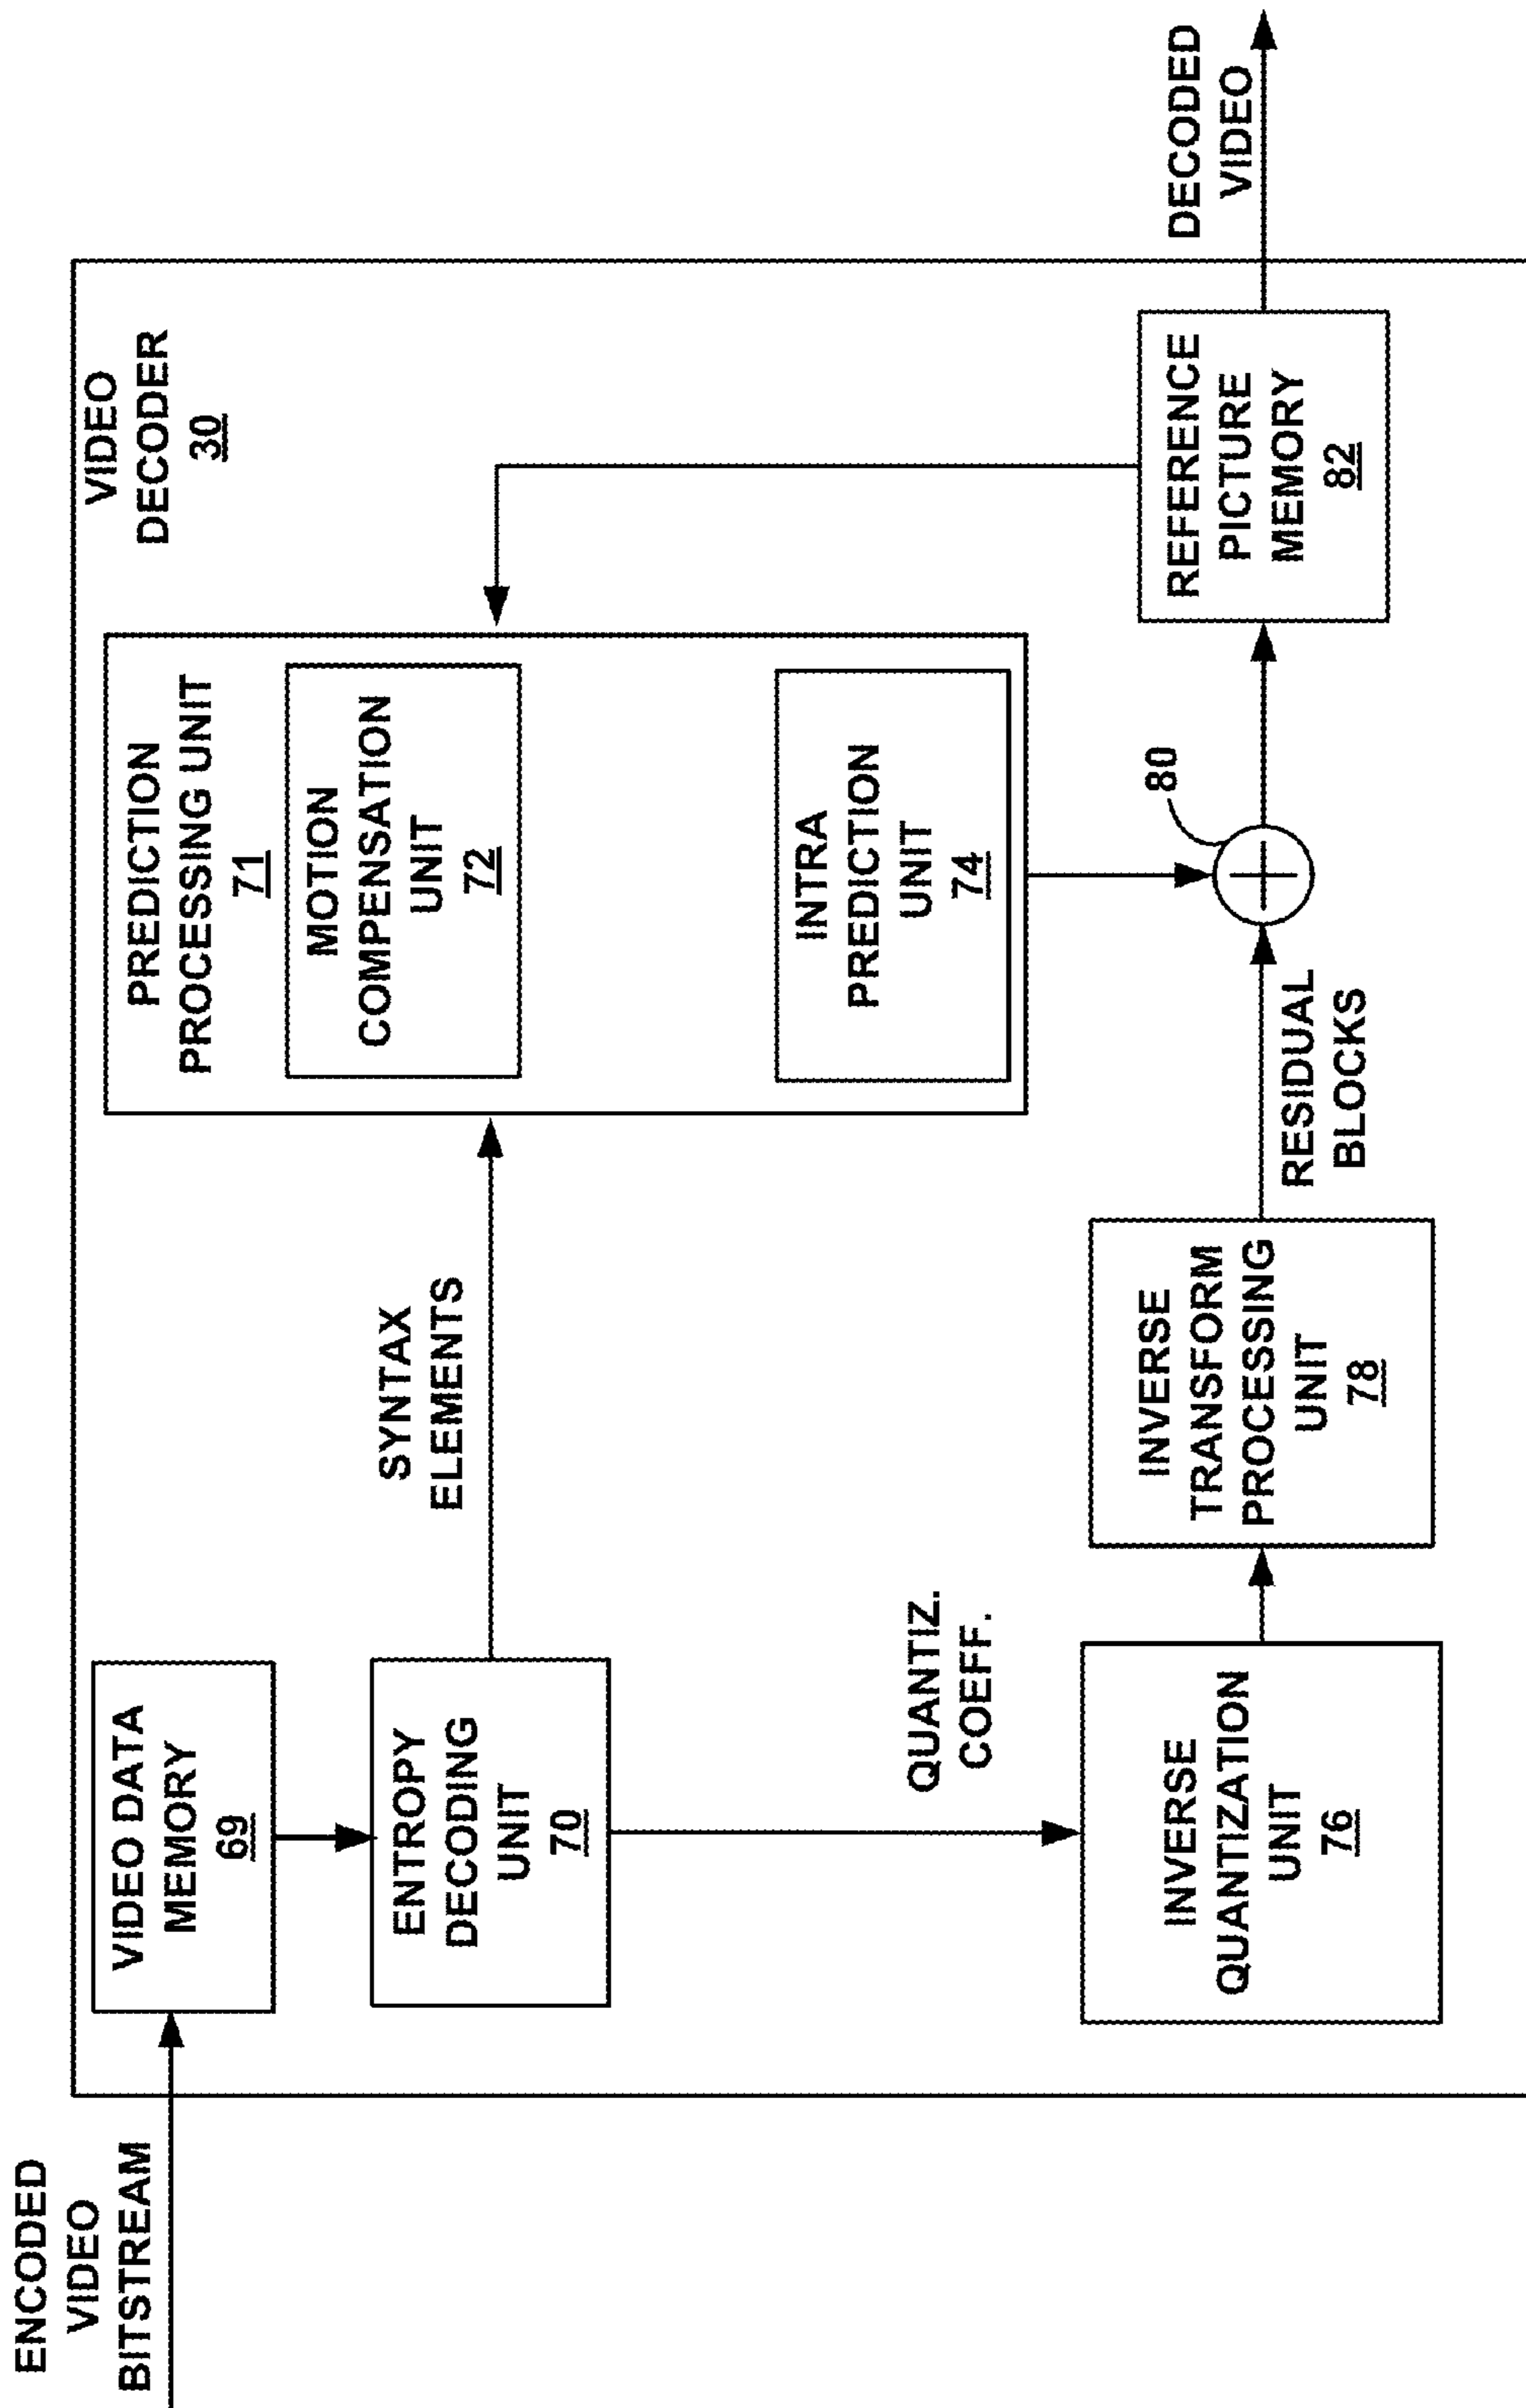 ENCODED
VIDEO
BITSTREAM
VIDEO DATA
MEMORY
69
ENTROPY
DECODING
UNIT
70
SYNTAX
ELEMENTS
QUANTIZ.
COEFF.
INVERSE
QUANTIZATION
UNIT
76
INVERSE
TRANSFORM
PROCESSING
UNIT
78
RESIDUAL
BLOCKS
PREDICTION
PROCESSING UNIT
71
MOTION
COMPENSATION
UNIT
72
INTRA
PREDICTION
UNIT
74
80
VIDEO
DECODER
30
REFERENCE
PICTURE
MEMORY
82
DECODED
VIDEO